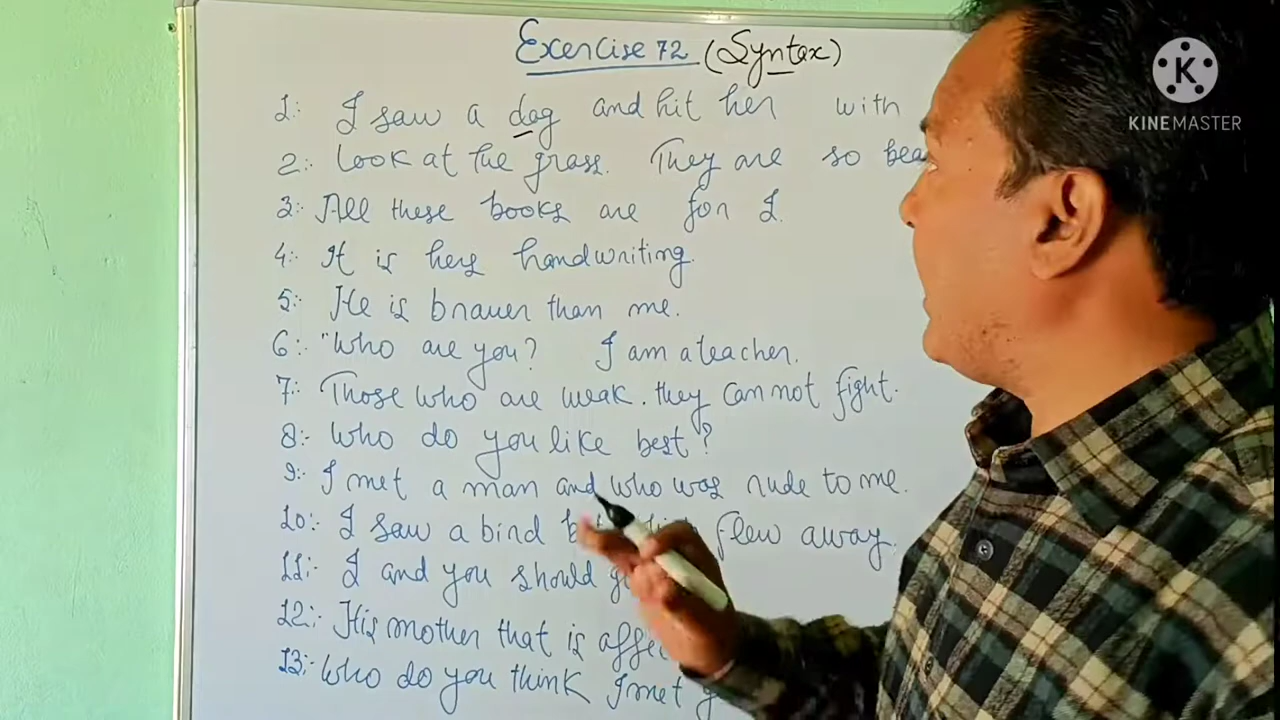 Exercise 72 (Syntax)
1:- I saw a dog and hit her with
2:- Look at the grass. They are so
3:- All these books are for I.
4:- It is hers handwriting.
5:- He is braver than me.
6:- "Who are you? I am a teacher.
7:- Those who are weak. they can not fight.
8:- Who do you like best?
9:- I met a man and who was rude to me.
10:- I saw a bird flew away.
11:- I and you should
12:- His mother that is
13:- Who do you think I met
K
KINEMASTER